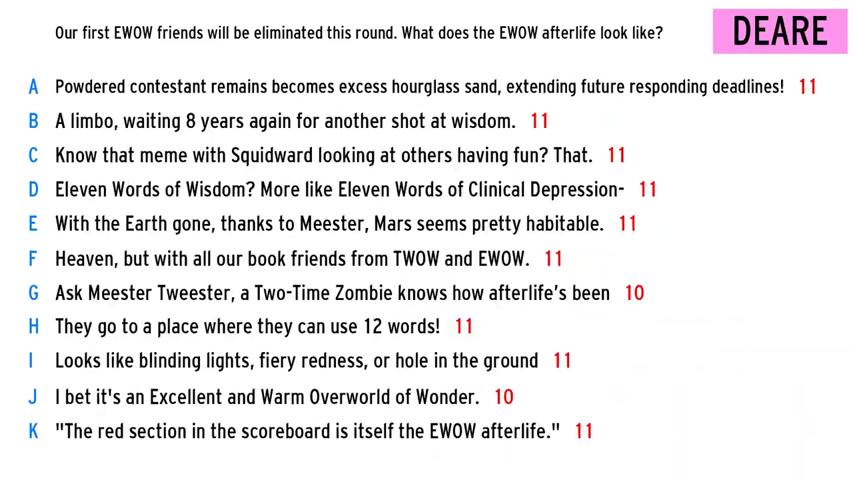 Our first EWOW friends will be eliminated this round. What does the EWOW afterlife look like?
DEARE
A Powdered contestant remains becomes excess hourglass sand, extending future responding deadlines! 11
B A limbo, waiting 8 years again for another shot at wisdom. 11
C Know that meme with Squidward looking at others having fun? That. 11
D Eleven Words of Wisdom? More like Eleven Words of Clinical Depression- 11
E With the Earth gone, thanks to Meester, Mars seems pretty habitable. 11
F Heaven, but with all our book friends from TWOW and EWOW. 11
G Ask Meester Tweester, a Two-Time Zombie knows how afterlife's been 10
H They go to a place where they can use 12 words! 11
I Looks like blinding lights, fiery redness, or hole in the ground 11
J I bet it's an Excellent and Warm Overworld of Wonder. 10
K "The red section in the scoreboard is itself the EWOW afterlife." 11